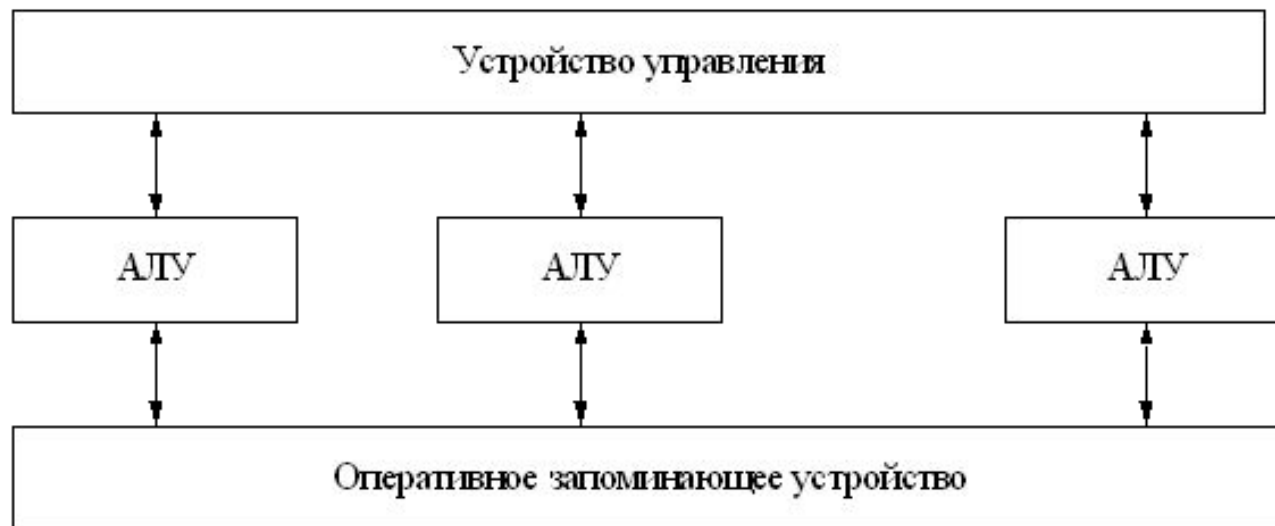 Устройство управления
АЛУ
АЛУ
АЛУ
Оперативное запоминающее устройство